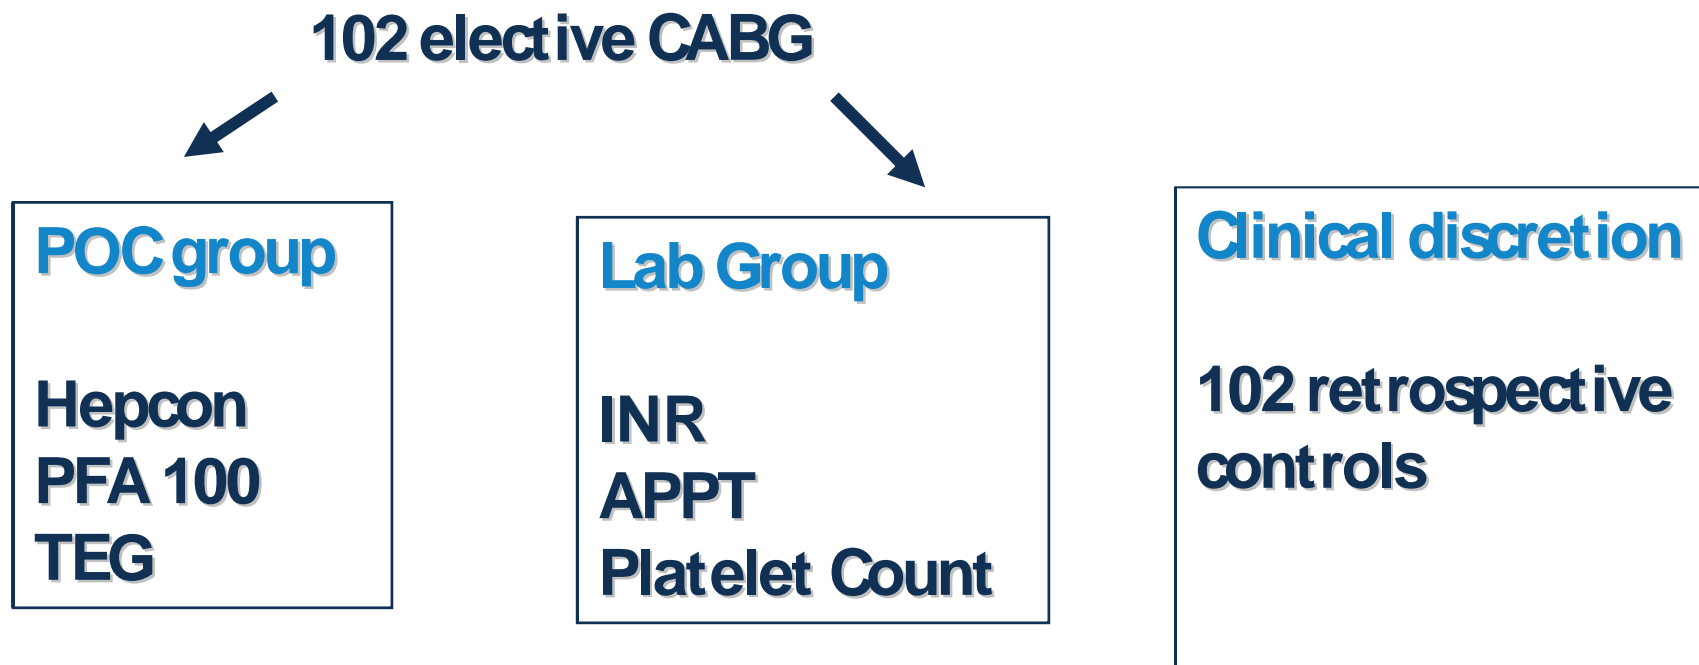 102 elective CABG
POC group
Hepcon
PFA 100
TEG
Lab Group
INR
APPT
Platelet Count
Clinical discretion
102 retrospective
controls